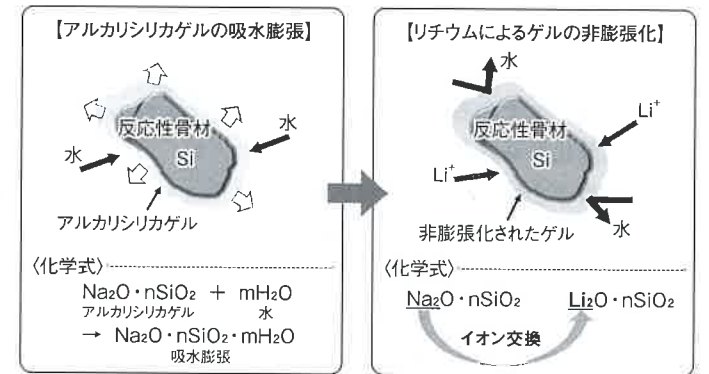 【アルカリシリカゲルの吸水膨張】
反応性骨材
Si
水
水
アルカリシリカゲル
〈化学式〉
Na₂O・nSiO₂ + mH₂O
アルカリシリカゲル 水
→ Na₂O・nSiO₂・mH₂O
吸水膨張
【リチウムによるゲルの非膨張化】
水
Li⁺
反応性骨材
Si
Li⁺
水
非膨張化されたゲル
〈化学式〉
Na₂O・nSiO₂ Li₂O・nSiO₂
イオン交換